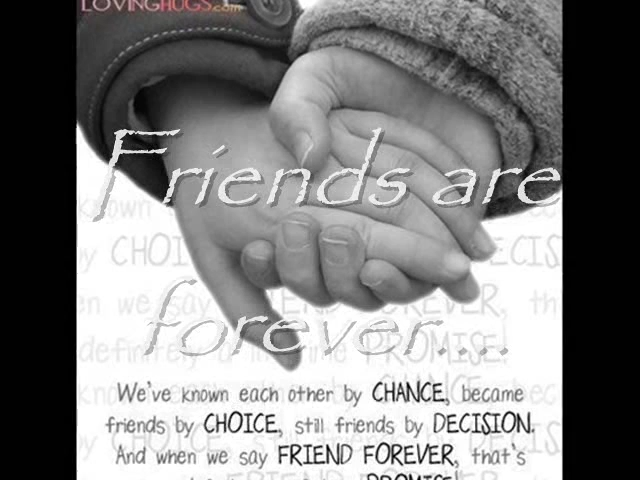 LOVINGHUGS.com
Friends are
forever....
We've known each other by CHANCE, became
friends by CHOICE, still friends by DECISION.
And when we say FRIEND FOREVER, that's
PROMISE!